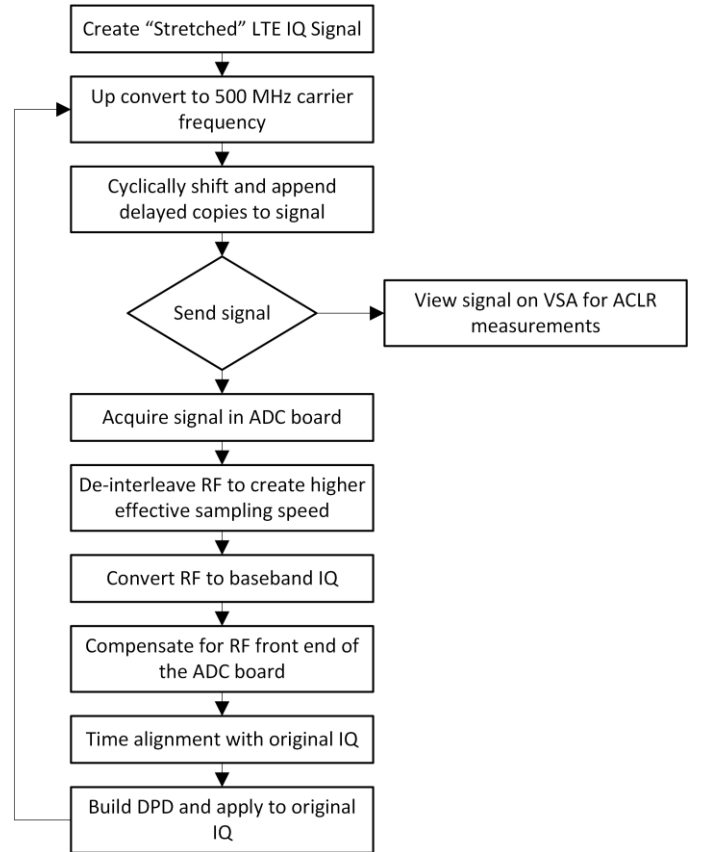 Create “Stretched” LTE IQ Signal
Up convert to 500 MHz carrier
frequency
Cyclically shift and append
delayed copies to signal
Send signal
View signal on VSA for ACLR
measurements
Acquire signal in ADC board
De-interleave RF to create higher
effective sampling speed
Convert RF to baseband IQ
Compensate for RF front end of
the ADC board
Time alignment with original IQ
Build DPD and apply to original
IQ